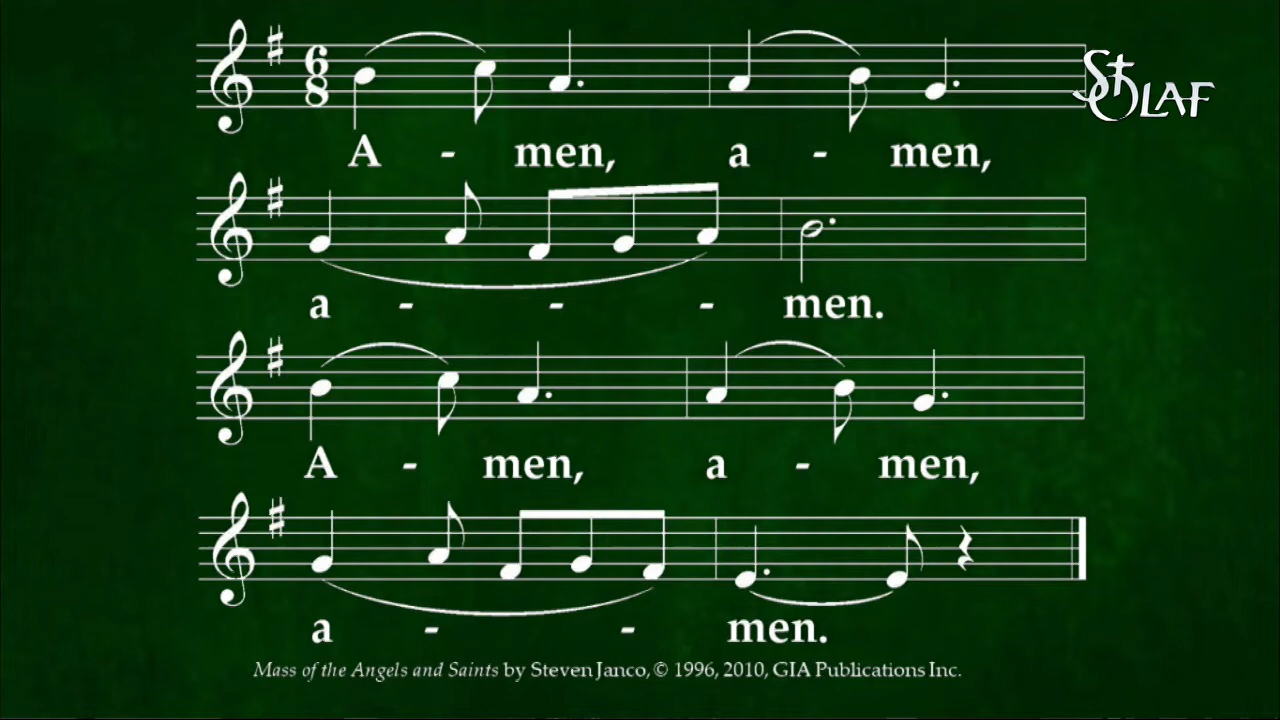 St OLAF
A - men, a - men,
a - - - men.
A - men, a - men,
a - - men.
Mass of the Angels and Saints by Steven Janco, © 1996, 2010, GIA Publications Inc.